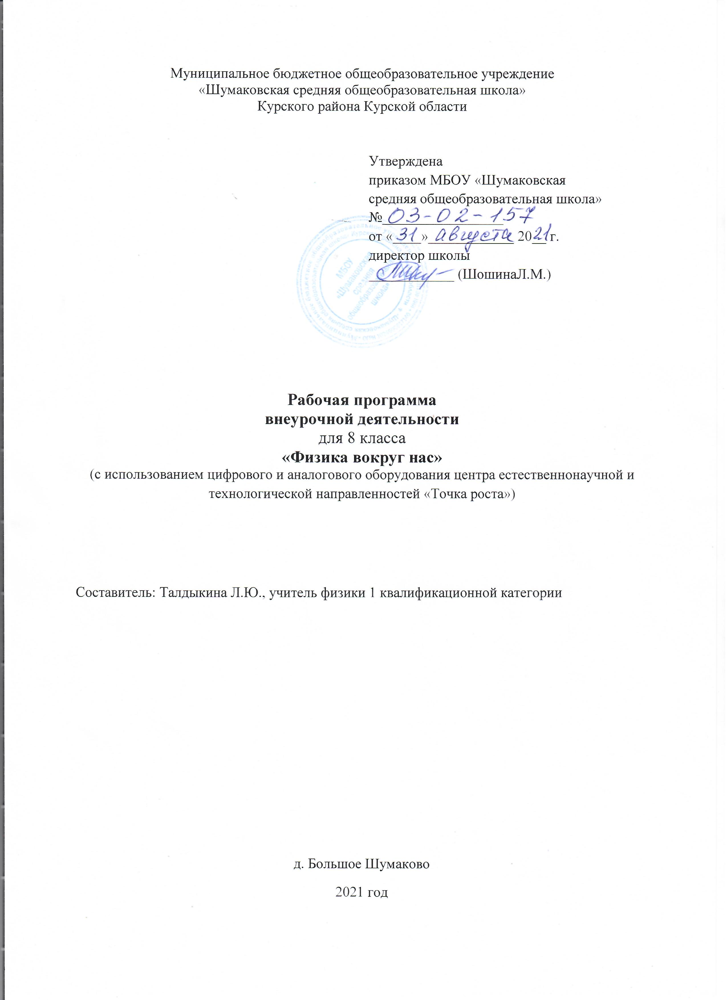 Муниципальное бюджетное общеобразовательное учреждение
«Шумаковская средняя общеобразовательная школа»
Курского района Курской области
Утверждена
приказом МБОУ «Шумаковская
средняя общеобразовательная школа»
№ 03-02-157
от «31» августа 2021 г.
директор школы
(ШошинаЛ.М.)
МБОУ
«Шумаковская
средняя
общеобразовательная
школа»
Рабочая программа
внеурочной деятельности
для 8 класса
«Физика вокруг нас»
(с использованием цифрового и аналогового оборудования центра естественнонаучной и
технологической направленностей «Точка роста»)
Составитель: Талдыкина Л.Ю., учитель физики 1 квалификационной категории
д. Большое Шумаково
2021 год